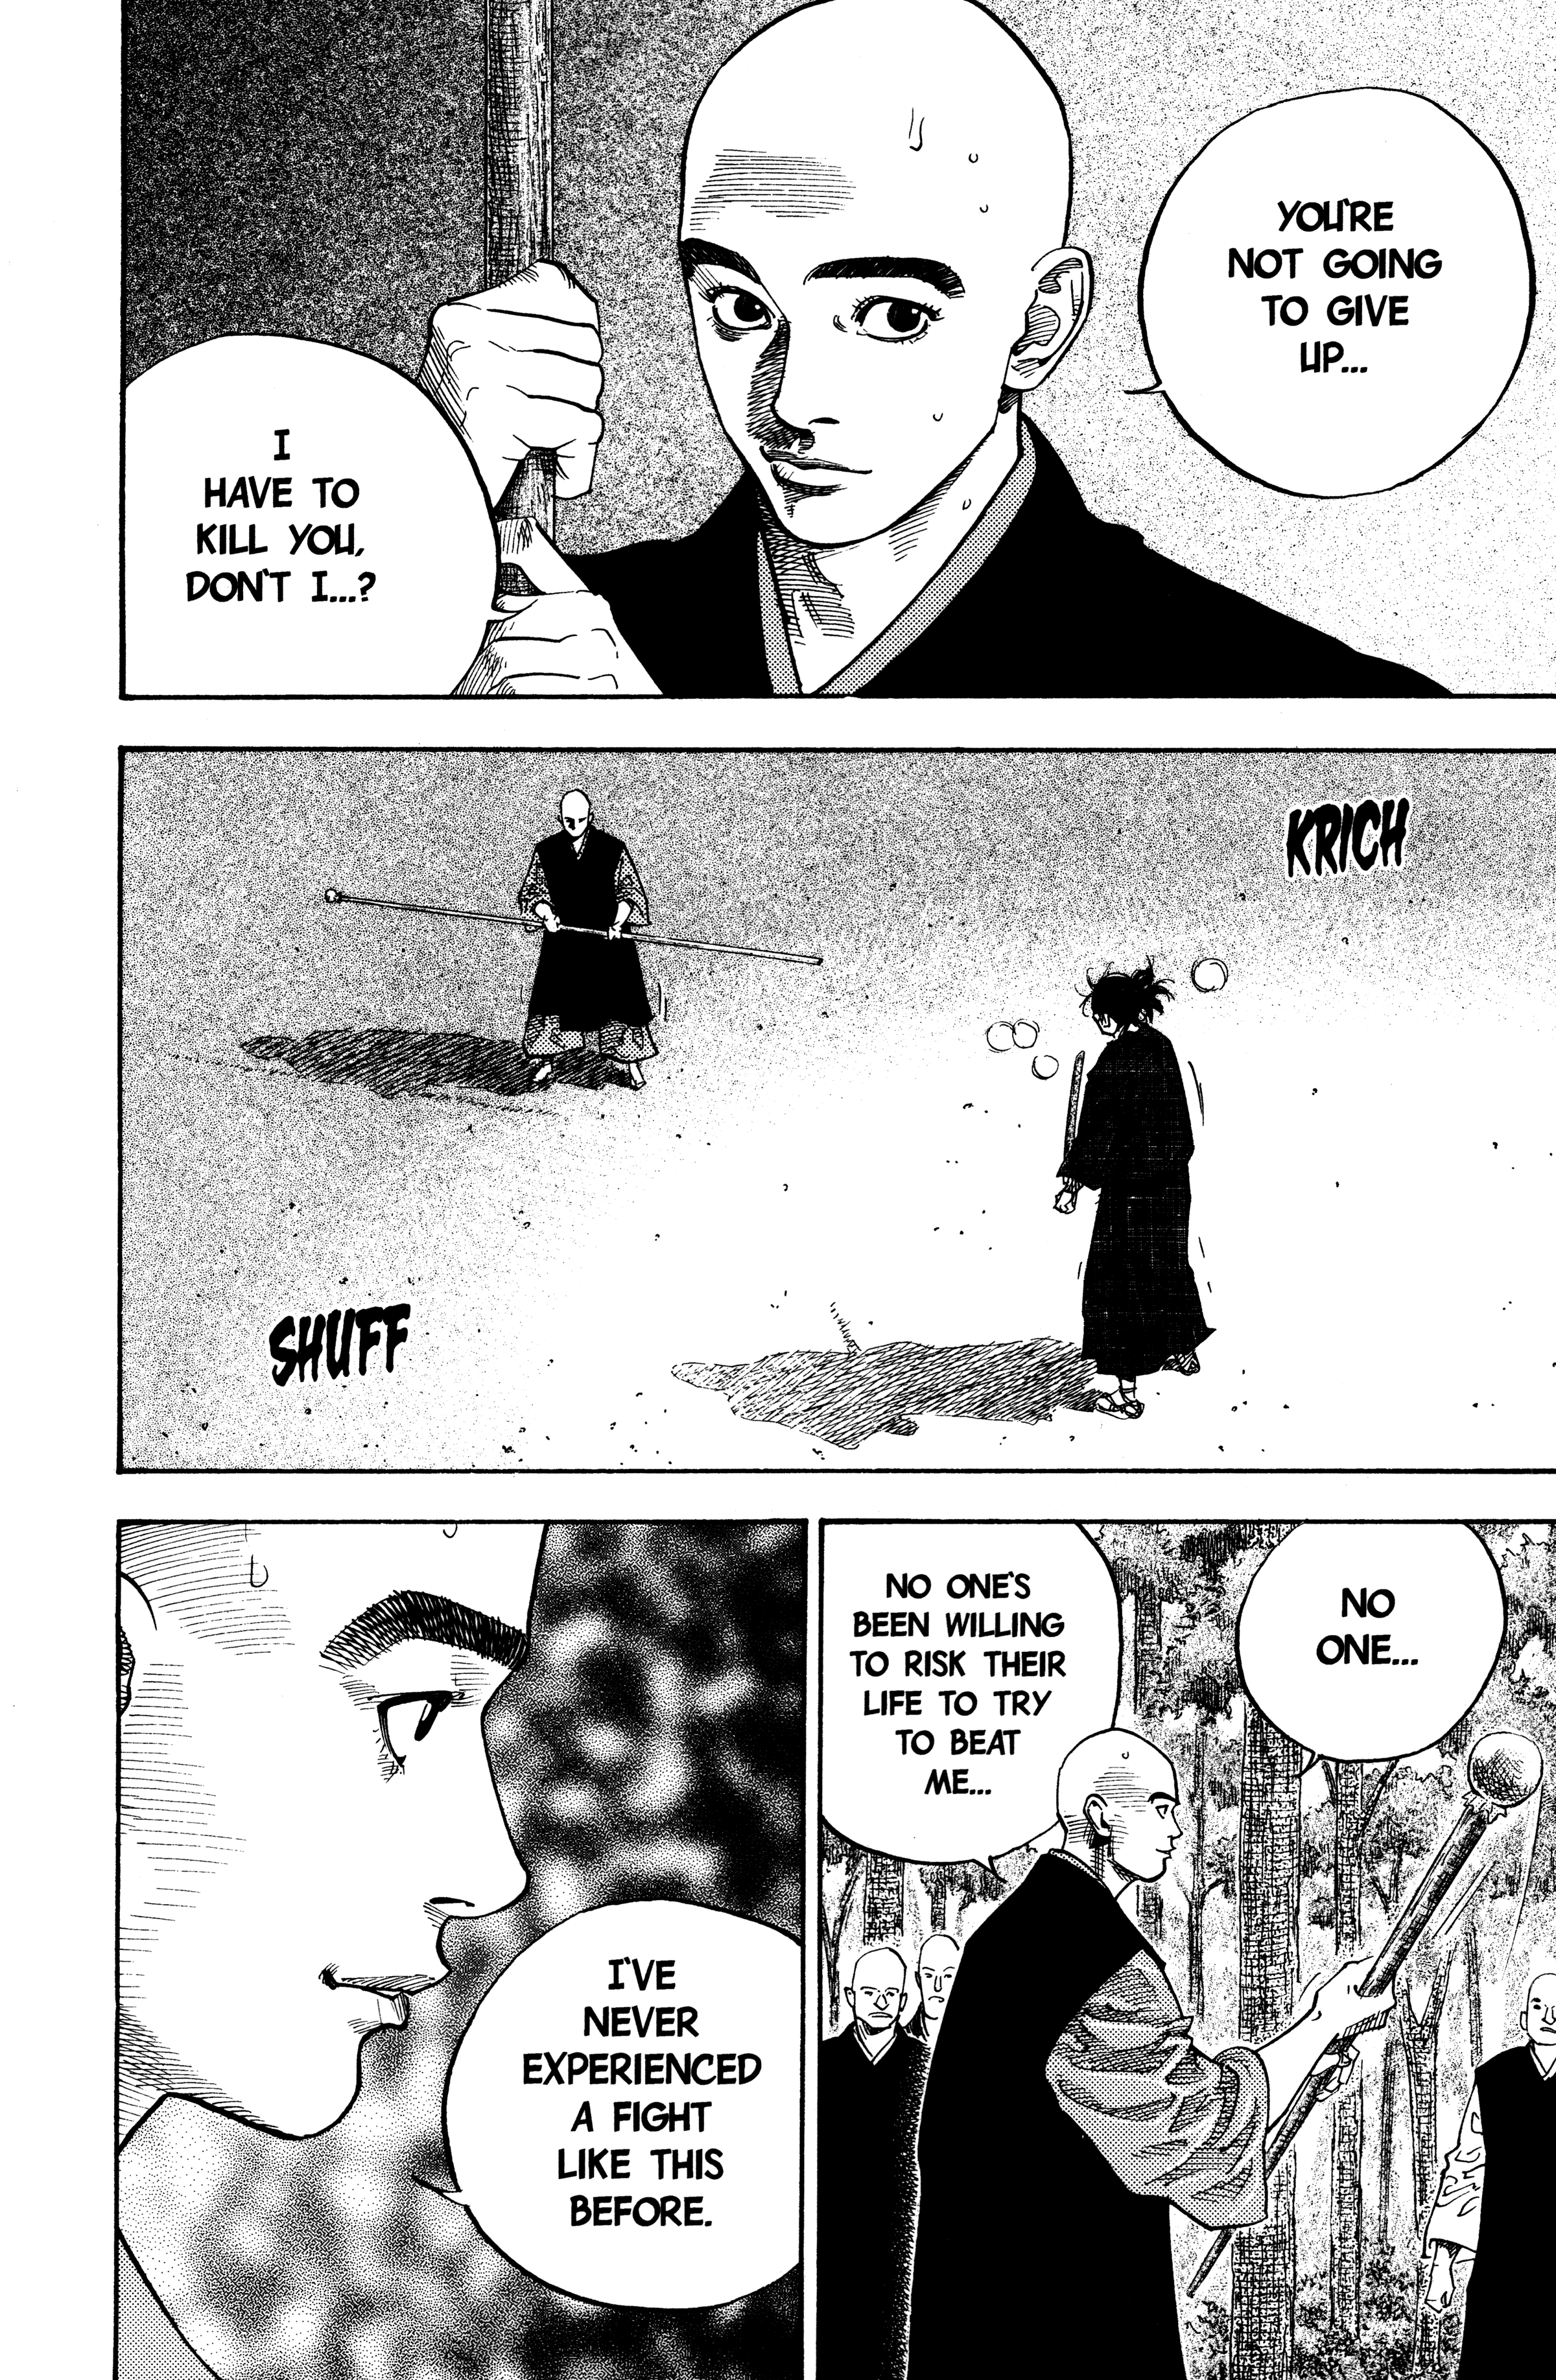 YOU'RE
NOT GOING
TO GIVE
UP...
I
HAVE TO
KILL YOU,
DON'T I...?
KRICH
SHUFF
NO
ONE...
NO ONE'S
BEEN WILLING
TO RISK THEIR
LIFE TO TRY
TO BEAT
ME...
I'VE
NEVER
EXPERIENCED
A FIGHT
LIKE THIS
BEFORE.